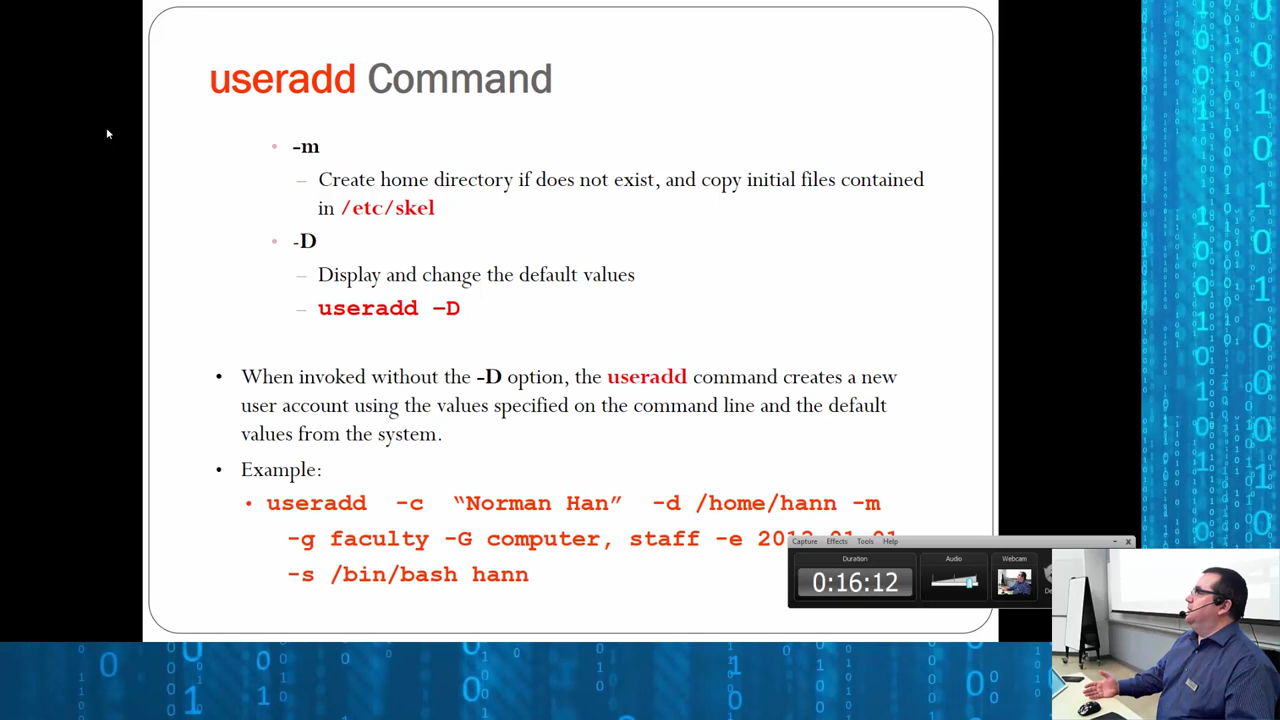 useradd Command
• –m
– Create home directory if does not exist, and copy initial files contained
in /etc/skel
• -D
– Display and change the default values
– useradd –D
• When invoked without the –D option, the useradd command creates a new
user account using the values specified on the command line and the default
values from the system.
• Example:
• useradd -c “Norman Han” -d /home/hann -m
-g faculty -G computer, staff -e 2013-01-01
-s /bin/bash hann
Capture Effects Tools Help
Duration Audio Webcam
0:16:12